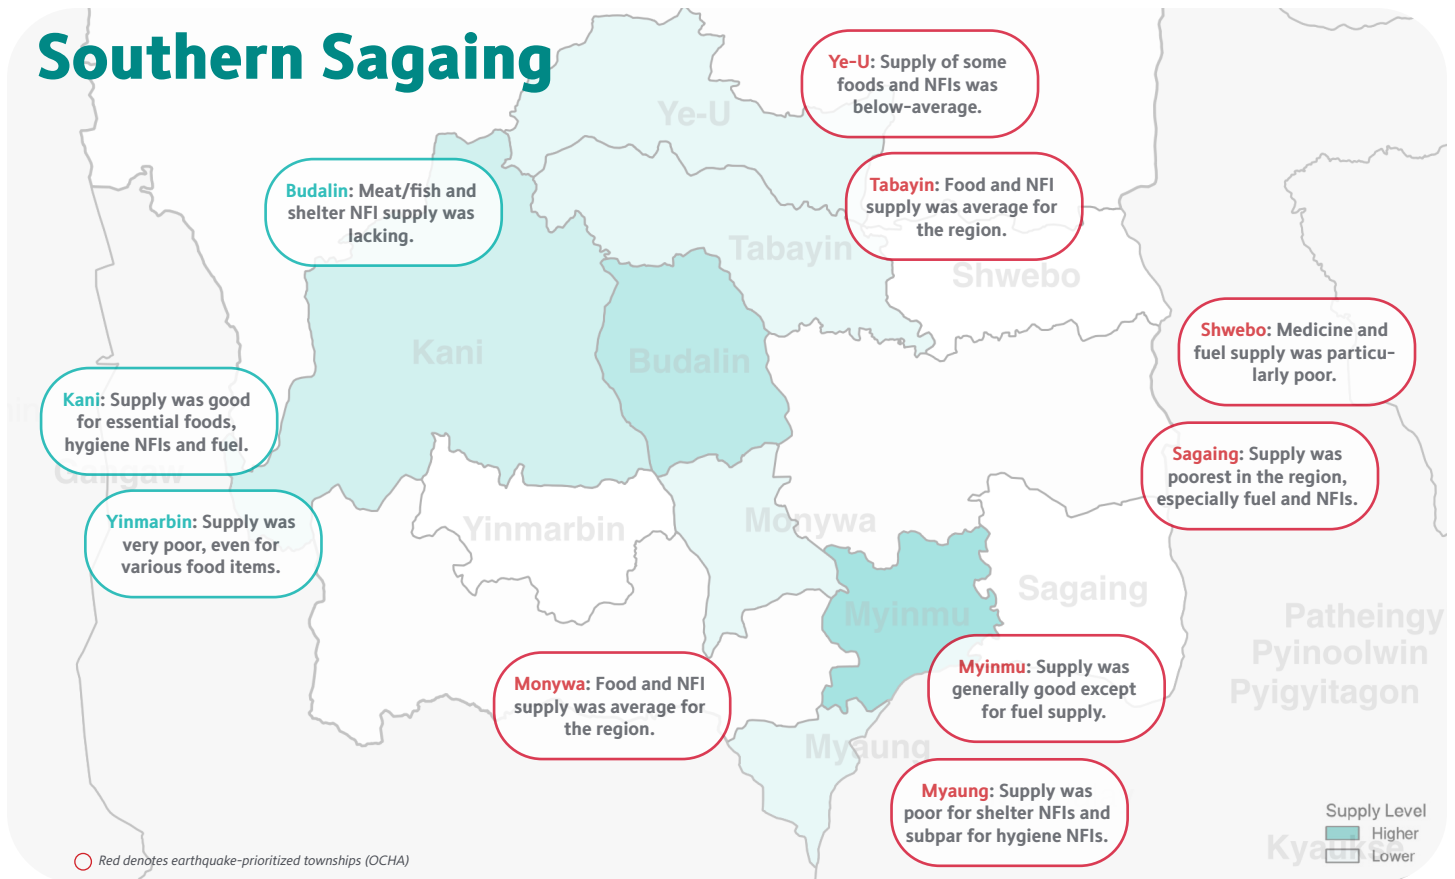 Southern Sagaing
Ye-U: Supply of some
foods and NFIs was
below-average.
Ye-U
Budalin: Meat/fish and
shelter NFI supply was
lacking.
Tabayin: Food and NFI
supply was average for
the region.
Tabayin
Shwebo
Shwebo: Medicine and
fuel supply was particu-
larly poor.
Kani
Budalin
Kani: Supply was good
for essential foods,
hygiene NFIs and fuel.
Gangaw
Sagaing: Supply was
poorest in the region,
especially fuel and NFIs.
Yinmarbin: Supply was
very poor, even for
various food items.
Yinmarbin
Monywa
Sagaing
Myinmu
Patheingy
Pyinoolwin
Pyigyitagon
Monywa: Food and NFI
supply was average for
the region.
Myinmu: Supply was
generally good except
for fuel supply.
Myaung
Myaung: Supply was
poor for shelter NFIs and
subpar for hygiene NFIs.
Supply Level
Higher
Lower
Kyaukse
Red denotes earthquake-prioritized townships (OCHA)